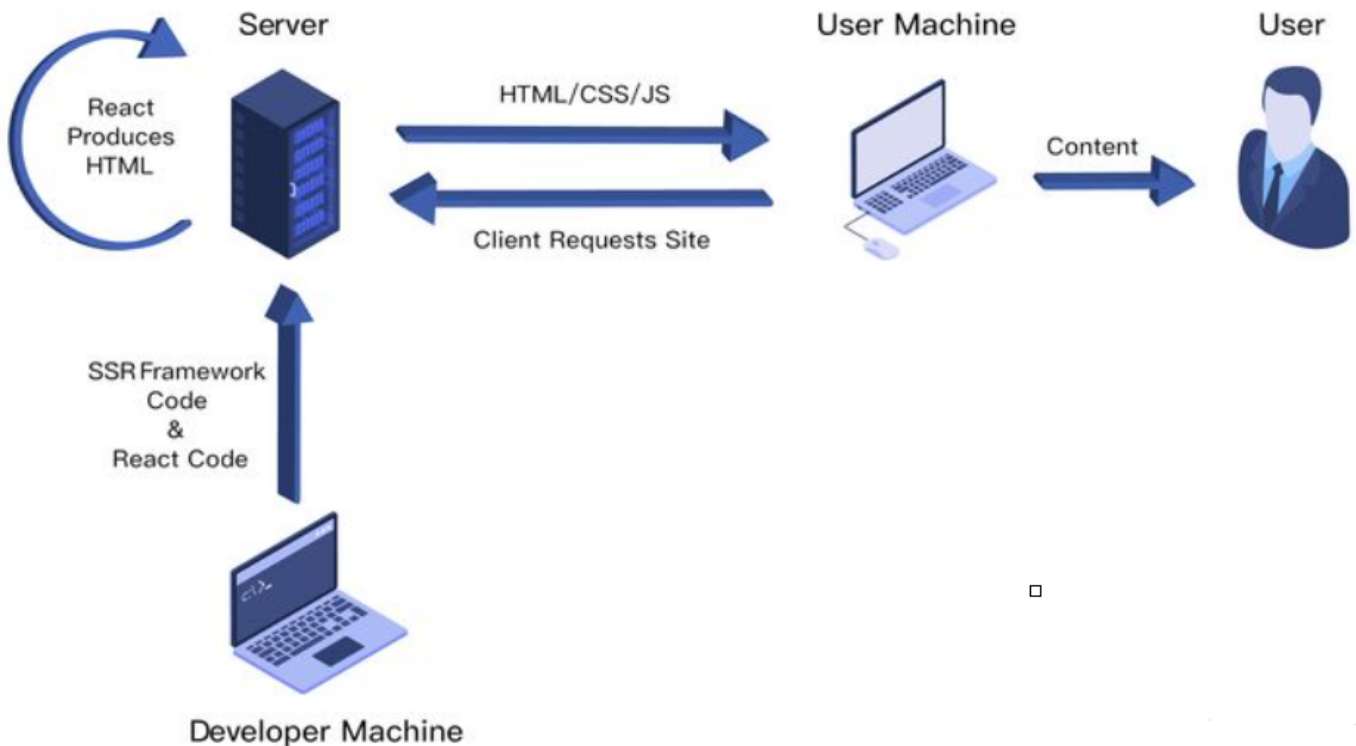 Server
User Machine
User
React
Produces
HTML
HTML/CSS/JS
Content
Client Requests Site
SSR Framework
Code
&
React Code
C:\>_
Developer Machine